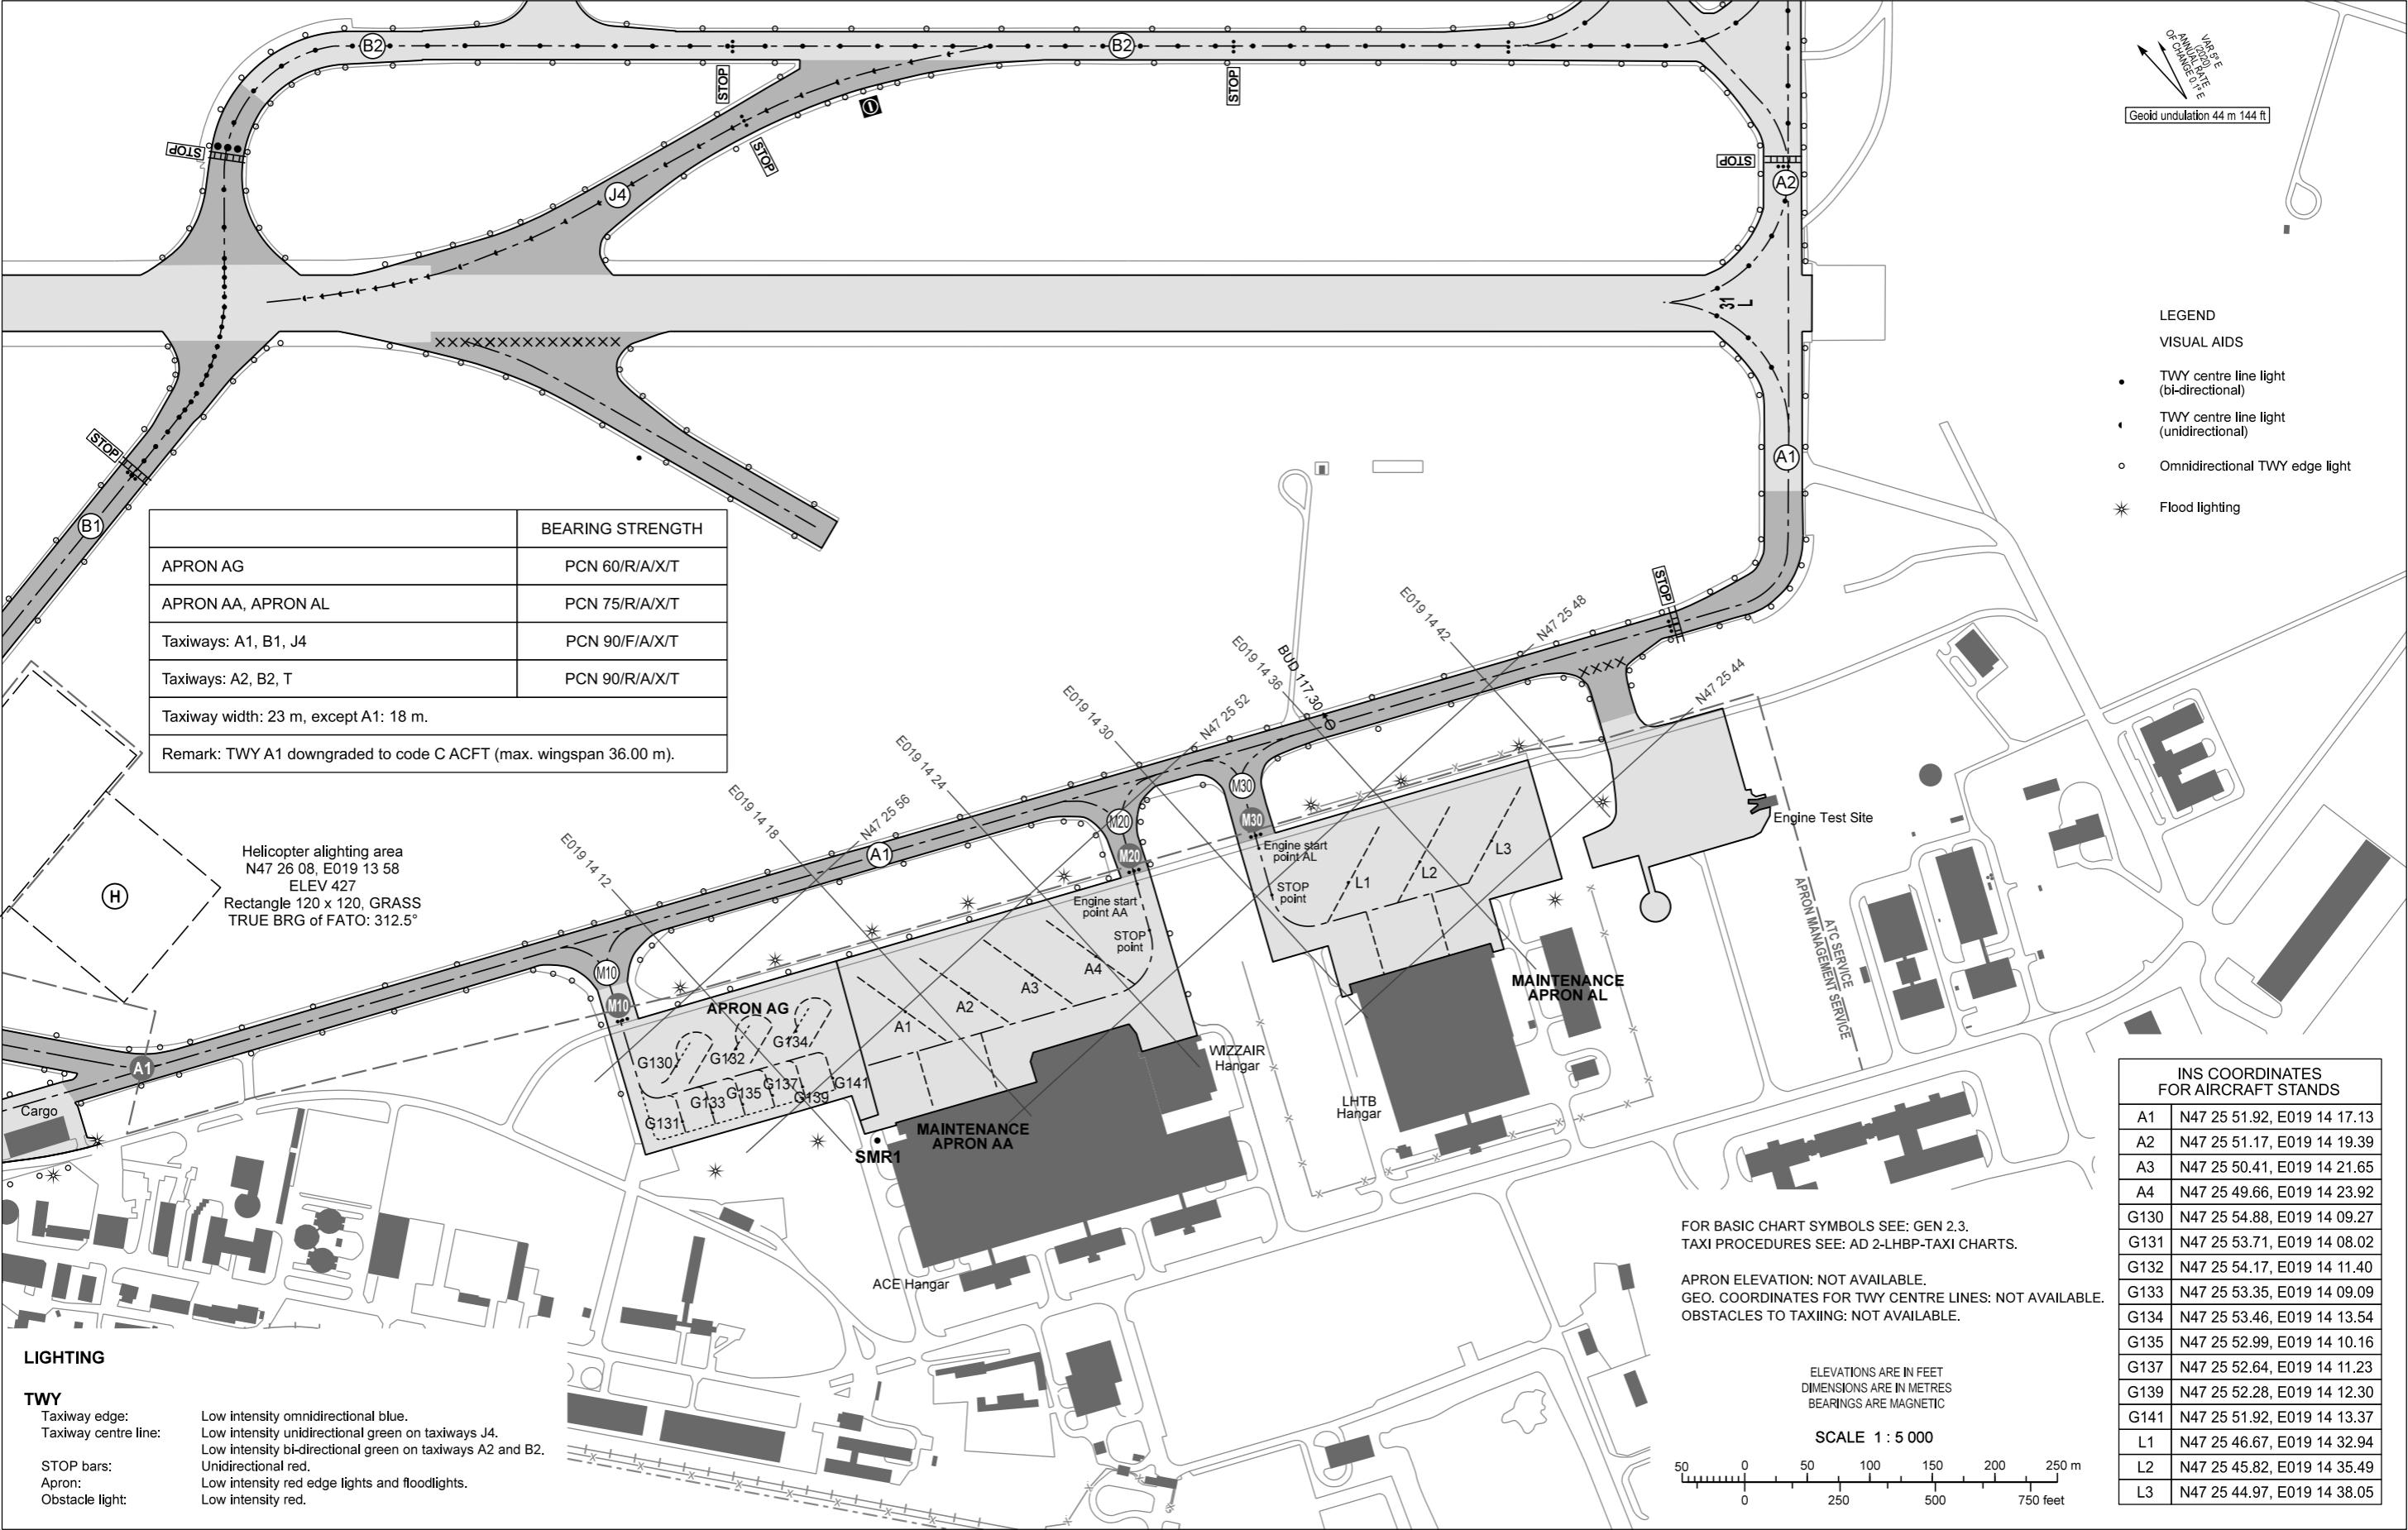 B2
B2
STOP
STOP
STOP
STOP
STOP
STOP
STOP
J4
A2
31
L
A1
B1
VAR 5° E
(2020)
ANNUAL RATE
OF CHANGE 0.1° E
Geoid undulation 44 m 144 ft
LEGEND
VISUAL AIDS
TWY centre line light
(bi-directional)
TWY centre line light
(unidirectional)
Omnidirectional TWY edge light
Flood lighting
BEARING STRENGTH
APRON AG PCN 60/R/A/X/T
APRON AA, APRON AL PCN 75/R/A/X/T
Taxiways: A1, B1, J4 PCN 90/F/A/X/T
Taxiways: A2, B2, T PCN 90/R/A/X/T
Taxiway width: 23 m, except A1: 18 m.
Remark: TWY A1 downgraded to code C ACFT (max. wingspan 36.00 m).
Helicopter alighting area
N47 26 08, E019 13 58
ELEV 427
Rectangle 120 x 120, GRASS
TRUE BRG of FATO: 312.5°
H
E019 14 12
E019 14 18
E019 14 24
E019 14 30
E019 14 36
E019 14 42
N47 25 56
N47 25 52
N47 25 48
N47 25 44
BUD 117.30
A1
A1
M10
M10
M20
M20
M30
M30
Engine start
point AA
STOP
point
Engine start
point AL
STOP
point
L1
L2
L3
A1
A2
A3
A4
APRON AG
G130
G132
G134
G131
G133
G135
G137
G139
G141
Engine Test Site
ATC SERVICE
APRON MANAGEMENT SERVICE
MAINTENANCE
APRON AL
MAINTENANCE
APRON AA
WIZZAIR
Hangar
LHTB
Hangar
ACE Hangar
SMR1
Cargo
INS COORDINATES
FOR AIRCRAFT STANDS
A1 N47 25 51.92, E019 14 17.13
A2 N47 25 51.17, E019 14 19.39
A3 N47 25 50.41, E019 14 21.65
A4 N47 25 49.66, E019 14 23.92
G130 N47 25 54.88, E019 14 09.27
G131 N47 25 53.71, E019 14 08.02
G132 N47 25 54.17, E019 14 11.40
G133 N47 25 53.35, E019 14 09.09
G134 N47 25 53.46, E019 14 13.54
G135 N47 25 52.99, E019 14 10.16
G137 N47 25 52.64, E019 14 11.23
G139 N47 25 52.28, E019 14 12.30
G141 N47 25 51.92, E019 14 13.37
L1 N47 25 46.67, E019 14 32.94
L2 N47 25 45.82, E019 14 35.49
L3 N47 25 44.97, E019 14 38.05
FOR BASIC CHART SYMBOLS SEE: GEN 2.3.
TAXI PROCEDURES SEE: AD 2-LHBP-TAXI CHARTS.
APRON ELEVATION: NOT AVAILABLE.
GEO. COORDINATES FOR TWY CENTRE LINES: NOT AVAILABLE.
OBSTACLES TO TAXIING: NOT AVAILABLE.
ELEVATIONS ARE IN FEET
DIMENSIONS ARE IN METRES
BEARINGS ARE MAGNETIC
SCALE 1 : 5 000
50 0 50 100 150 200 250 m
0 250 500 750 feet
LIGHTING
TWY
Taxiway edge: Low intensity omnidirectional blue.
Taxiway centre line: Low intensity unidirectional green on taxiways J4.
Low intensity bi-directional green on taxiways A2 and B2.
STOP bars: Unidirectional red.
Apron: Low intensity red edge lights and floodlights.
Obstacle light: Low intensity red.